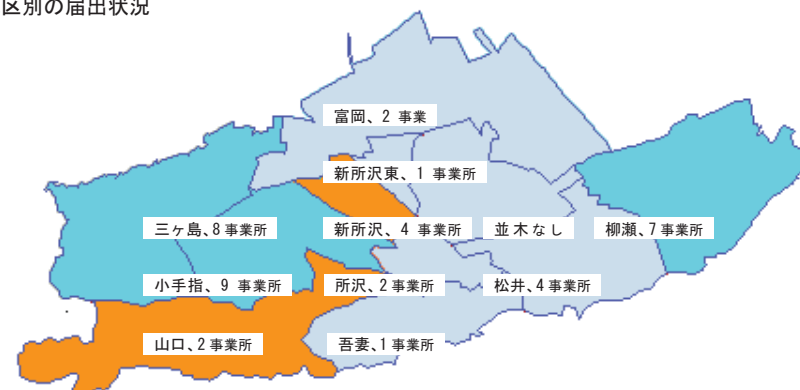 区別の届出状況
富岡、2 事業
新所沢東、1 事業所
三ヶ島、8事業所
新所沢、4 事業所
並木なし
柳瀬、7事業所
小手指、9 事業所
所沢、2事業所
松井、4事業所
山口、2事業所
吾妻、1事業所